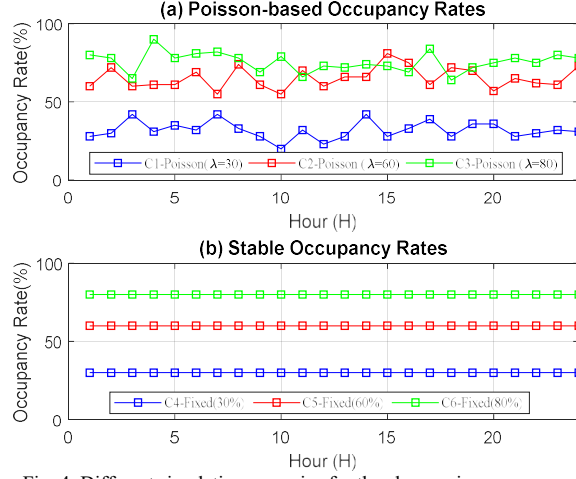 (a) Poisson-based Occupancy Rates
Occupancy Rate(%)
100
50
0
C1-Poisson(λ=30) C2-Poisson (λ=60) C3-Poisson (λ=80)
5 10 15 20
Hour (H)
(b) Stable Occupancy Rates
Occupancy Rate(%)
100
50
0
C4-Fixed(30%) C5-Fixed(60%) C6-Fixed(80%)
0 5 10 15 20
Hour (H)